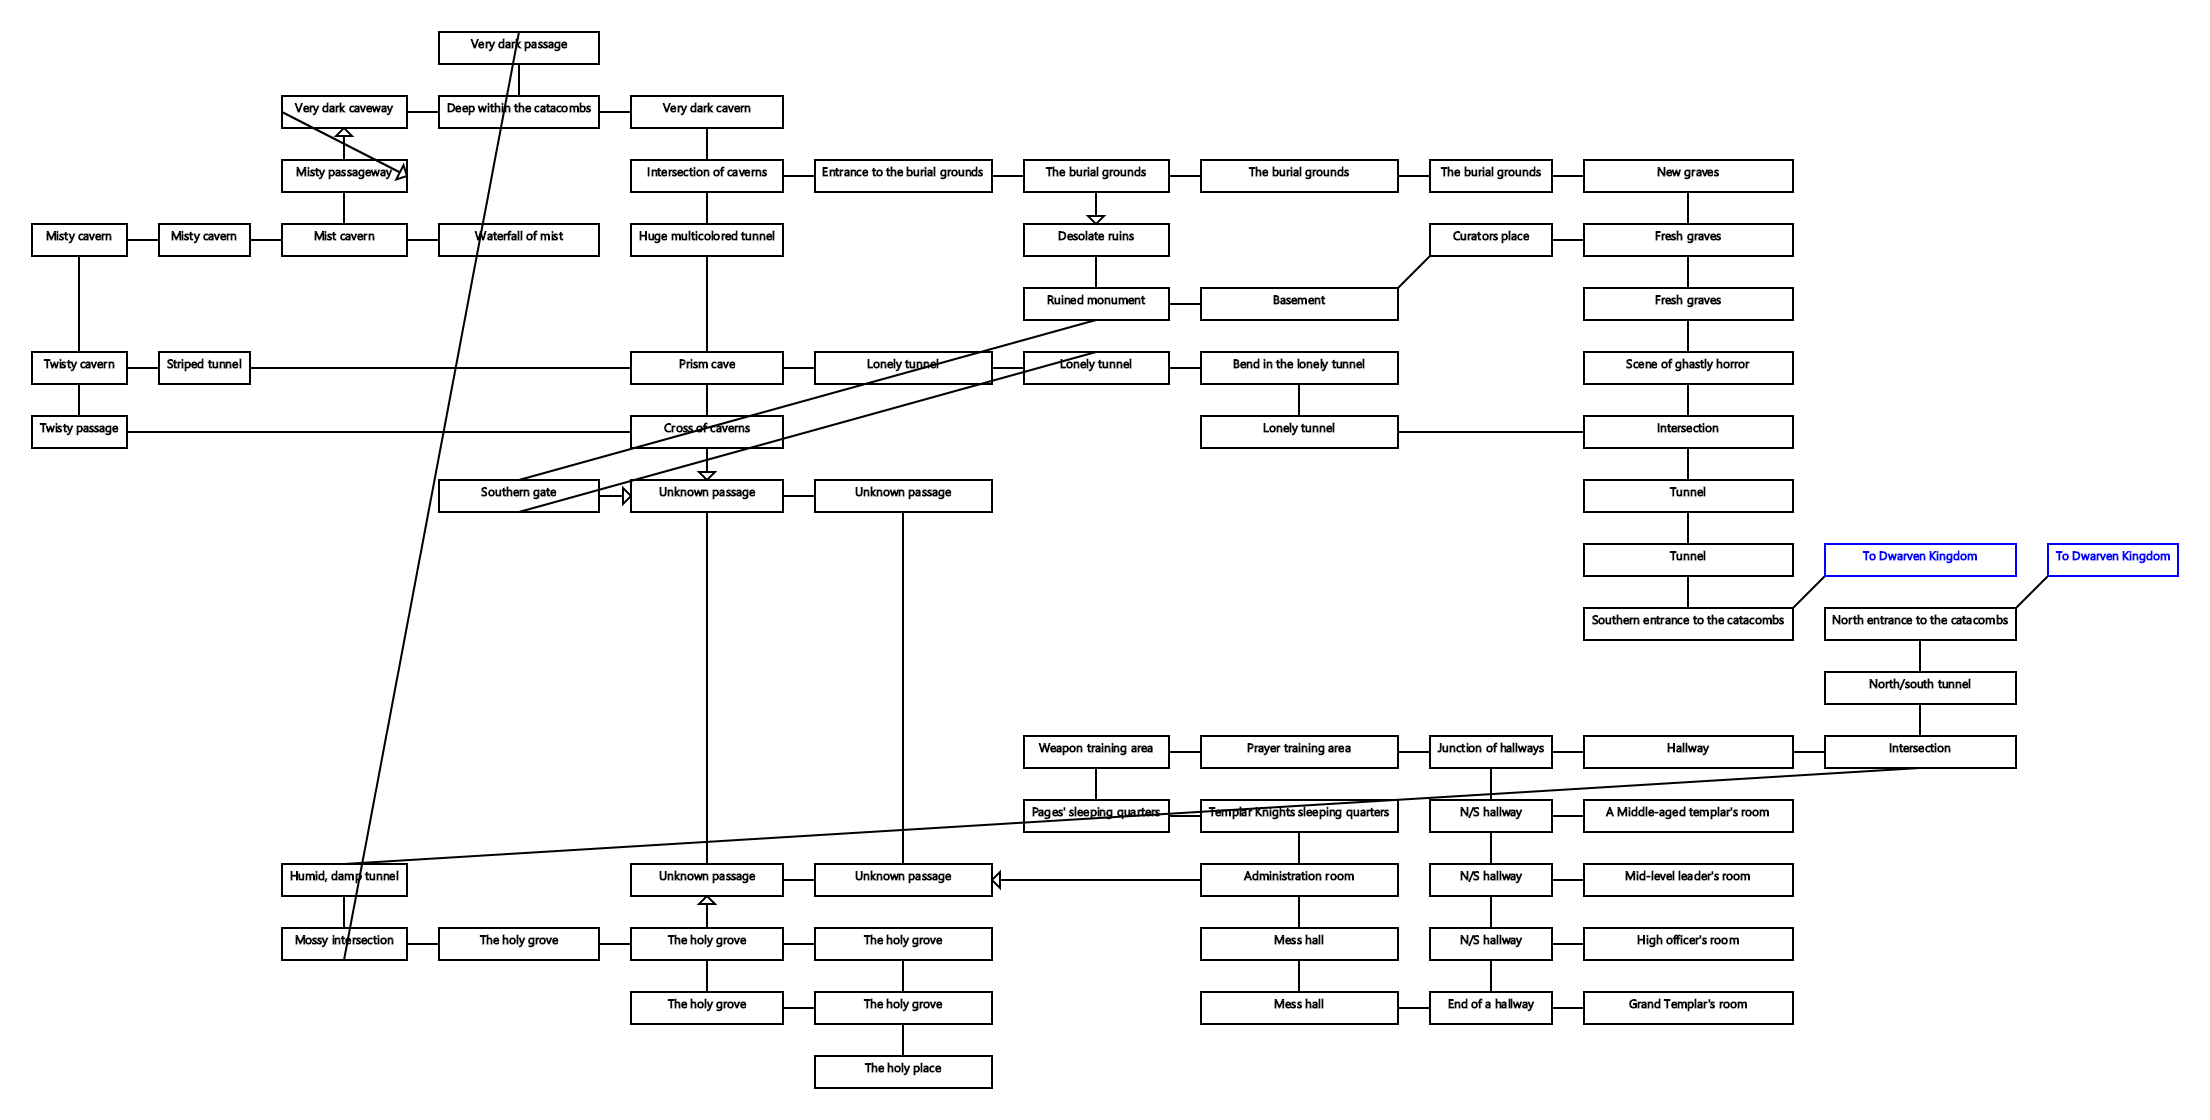 Very dark passage
Very dark caveway
Deep within the catacombs
Very dark cavern
Misty passageway
Intersection of caverns
Entrance to the burial grounds
The burial grounds
The burial grounds
The burial grounds
New graves
Misty cavern
Misty cavern
Mist cavern
Waterfall of mist
Huge multicolored tunnel
Desolate ruins
Curators place
Fresh graves
Ruined monument
Basement
Fresh graves
Twisty cavern
Striped tunnel
Prism cave
Lonely tunnel
Lonely tunnel
Bend in the lonely tunnel
Scene of ghastly horror
Twisty passage
Cross of caverns
Lonely tunnel
Intersection
Southern gate
Unknown passage
Unknown passage
Tunnel
Tunnel
To Dwarven Kingdom
To Dwarven Kingdom
Southern entrance to the catacombs
North entrance to the catacombs
North/south tunnel
Weapon training area
Prayer training area
Junction of hallways
Hallway
Intersection
Pages' sleeping quarters
Templar Knights sleeping quarters
N/S hallway
A Middle-aged templar's room
Humid, damp tunnel
Unknown passage
Unknown passage
Administration room
N/S hallway
Mid-level leader's room
Mossy intersection
The holy grove
The holy grove
The holy grove
Mess hall
N/S hallway
High officer's room
The holy grove
The holy grove
Mess hall
End of a hallway
Grand Templar's room
The holy place